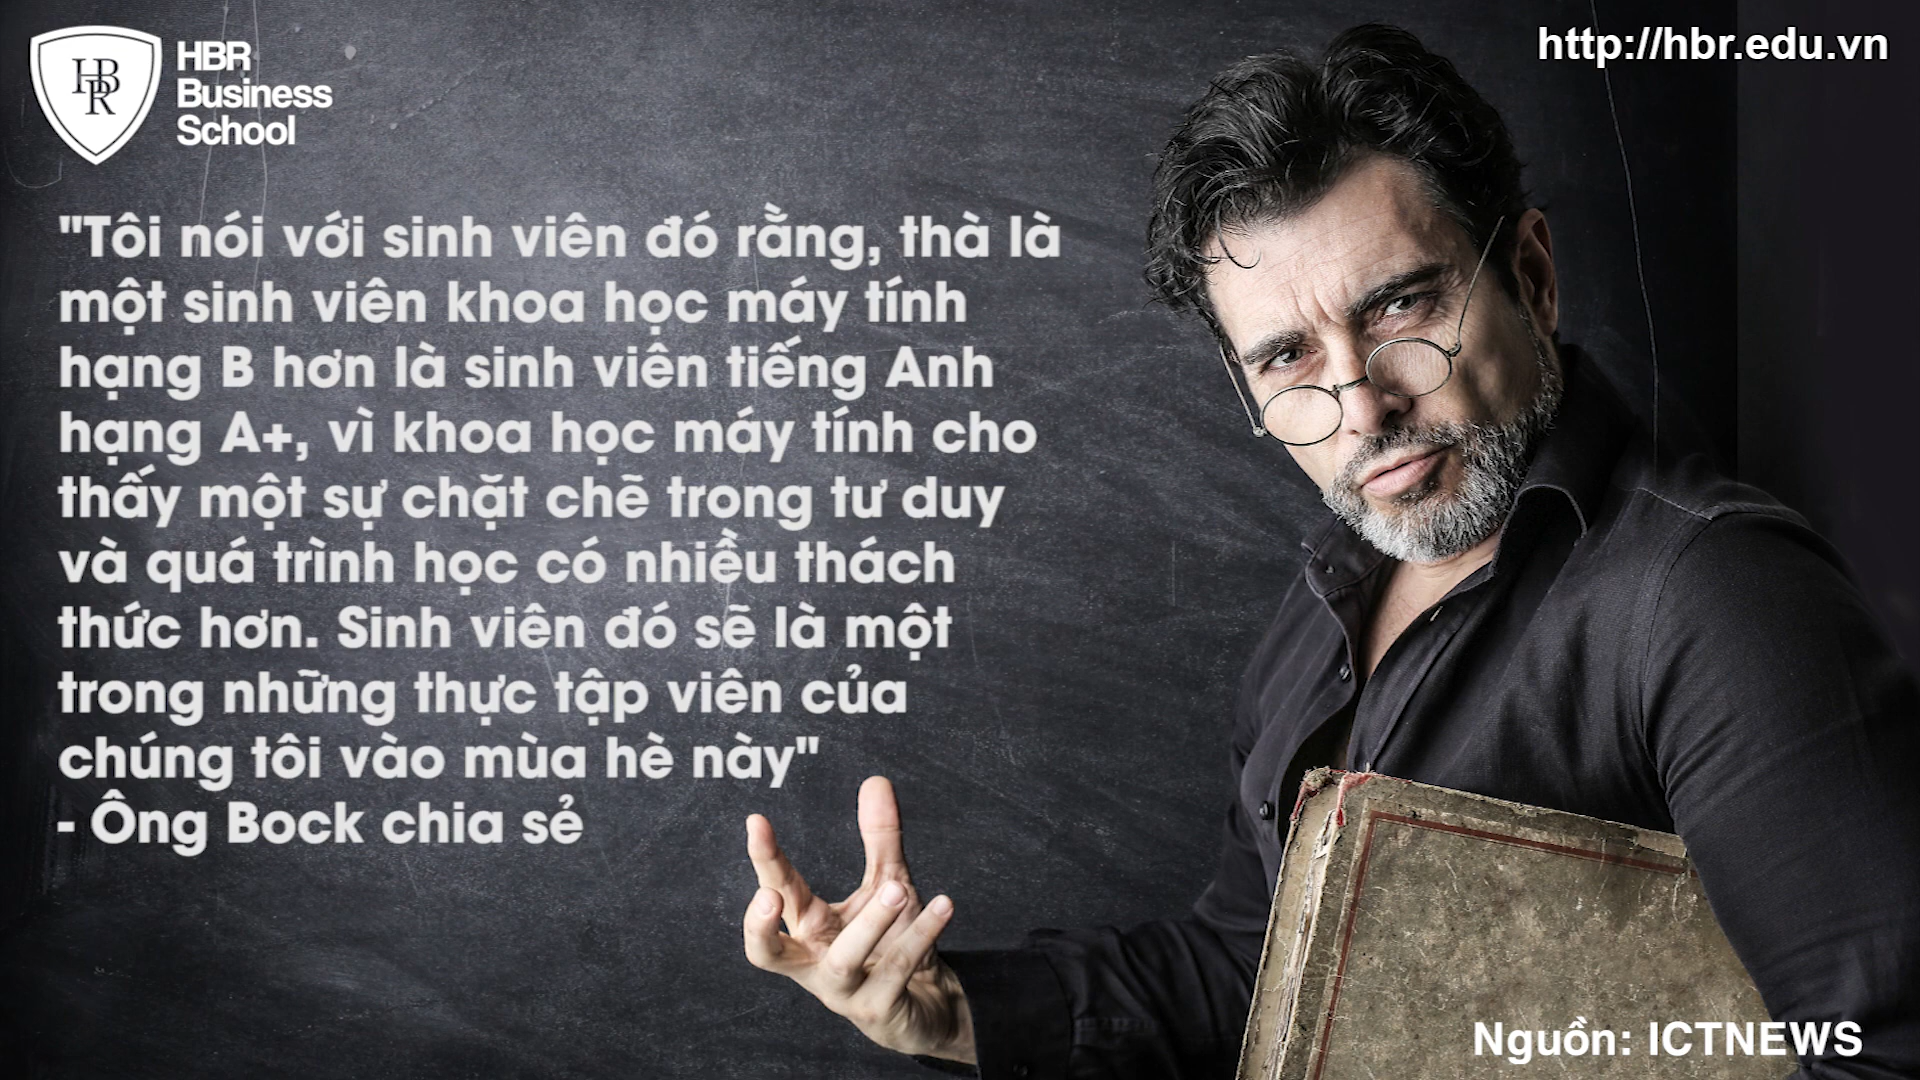 HBR
Business
School
HBR
http://hbr.edu.vn
"Tôi nói với sinh viên đó rằng, thà là
một sinh viên khoa học máy tính
hạng B hơn là sinh viên tiếng Anh
hạng A+, vì khoa học máy tính cho
thấy một sự chặt chẽ trong tư duy
và quá trình học có nhiều thách
thức hơn. Sinh viên đó sẽ là một
trong những thực tập viên của
chúng tôi vào mùa hè này"
- Ông Bock chia sẻ
Nguồn: ICTNEWS